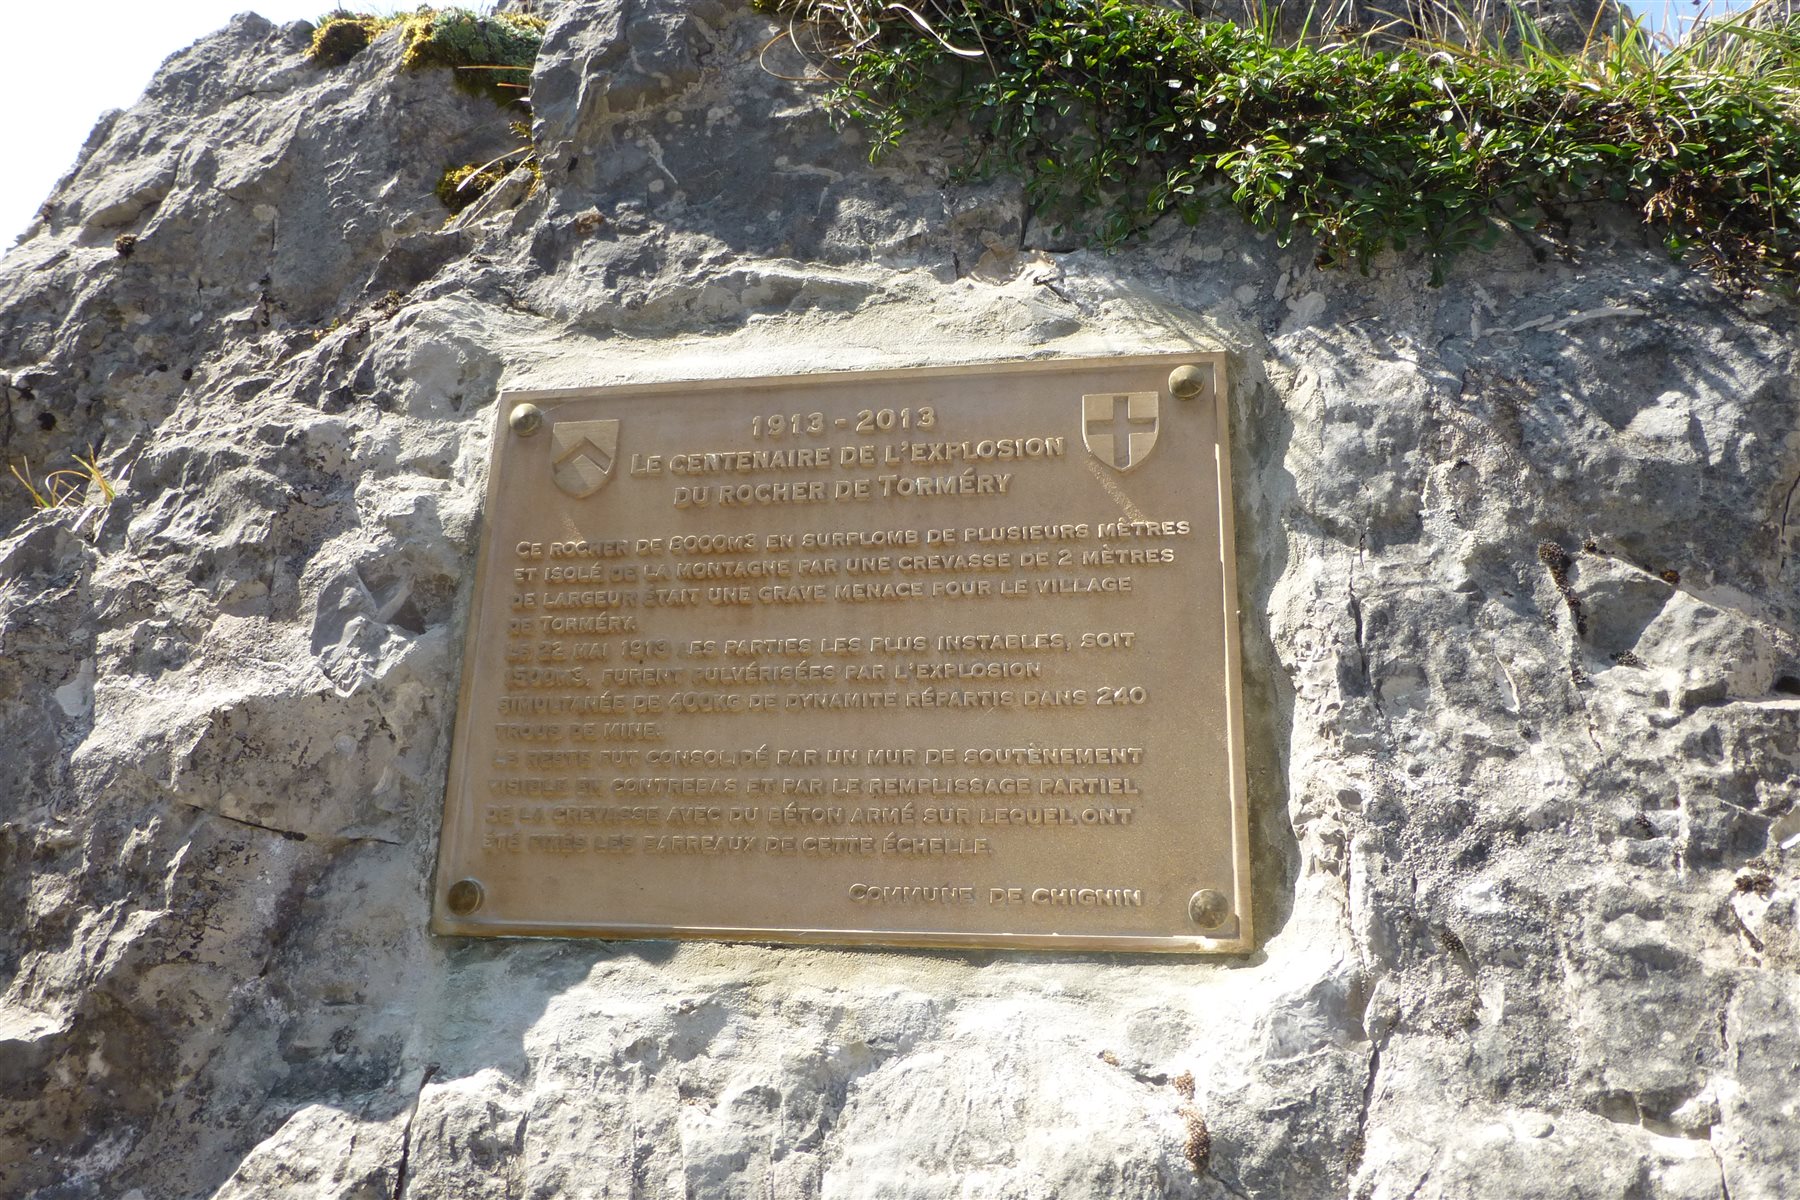 1913 - 2013
LE CENTENAIRE DE L'EXPLOSION
DU ROCHER DE TORMÉRY
CE ROCHER DE 8000M3 EN SURPLOMB DE PLUSIEURS MÈTRES
ET ISOLÉ DE LA MONTAGNE PAR UNE CREVASSE DE 2 MÈTRES
DE LARGEUR ÉTAIT UNE GRAVE MENACE POUR LE VILLAGE
DE TORMÉRY.
LE 22 MAI 1913 LES PARTIES LES PLUS INSTABLES, SOIT
1500M3, FURENT PULVÉRISÉES PAR L'EXPLOSION
SIMULTANÉE DE 400KG DE DYNAMITE RÉPARTIS DANS 240
TROUS DE MINE.
LE RESTE FUT CONSOLIDÉ PAR UN MUR DE SOUTÈNEMENT
VISIBLE EN CONTREBAS ET PAR LE REMPLISSAGE PARTIEL
DE LA CREVASSE AVEC DU BÉTON ARMÉ SUR LEQUEL ONT
ÉTÉ FIXÉS LES BARREAUX DE CETTE ÉCHELLE.
COMMUNE DE CHIGNIN